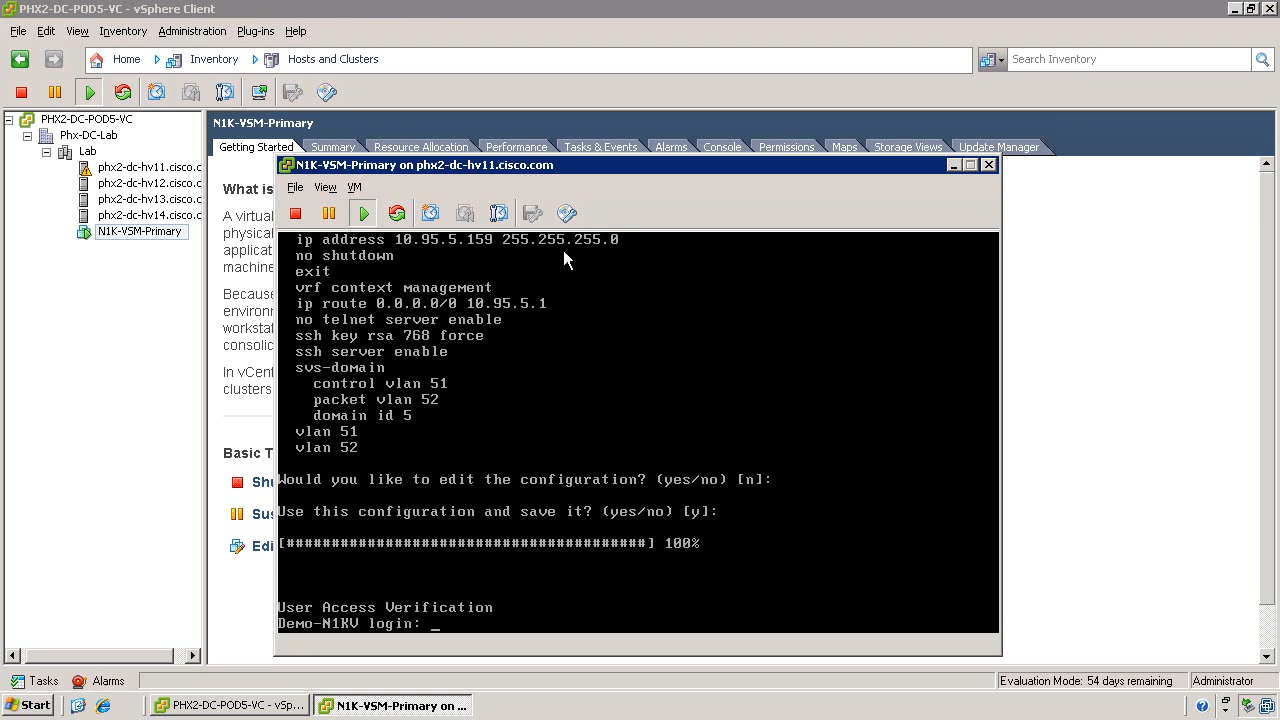 PHX2-DC-POD5-VC - vSphere Client
File Edit View Inventory Administration Plug-ins Help
Home Inventory Hosts and Clusters
Search Inventory
PHX2-DC-POD5-VC
Phx-DC-Lab
Lab
phx2-dc-hv11.cisco.c
phx2-dc-hv12.cisco.c
phx2-dc-hv13.cisco.c
phx2-dc-hv14.cisco.c
N1K-VSM-Primary
N1K-VSM-Primary
Getting Started Summary Resource Allocation Performance Tasks & Events Alarms Console Permissions Maps Storage Views Update Manager
What is
A virtual
physical
applicat
machine
Becaus
environ
workstat
consolic
In vCent
clusters
Basic T
Shu
Sus
Edi
N1K-VSM-Primary on phx2-dc-hv11.cisco.com
File View VM
ip address 10.95.5.159 255.255.255.0
no shutdown
exit
vrf context management
ip route 0.0.0.0/0 10.95.5.1
no telnet server enable
ssh key rsa 768 force
ssh server enable
svs-domain
control vlan 51
packet vlan 52
domain id 5
vlan 51
vlan 52
Would you like to edit the configuration? (yes/no) [n]:
Use this configuration and save it? (yes/no) [y]:
[########################################] 100%
User Access Verification
Demo-N1KV login: _
Tasks Alarms
Evaluation Mode: 54 days remaining Administrator
Start PHX2-DC-POD5-VC - vSp... N1K-VSM-Primary on ...